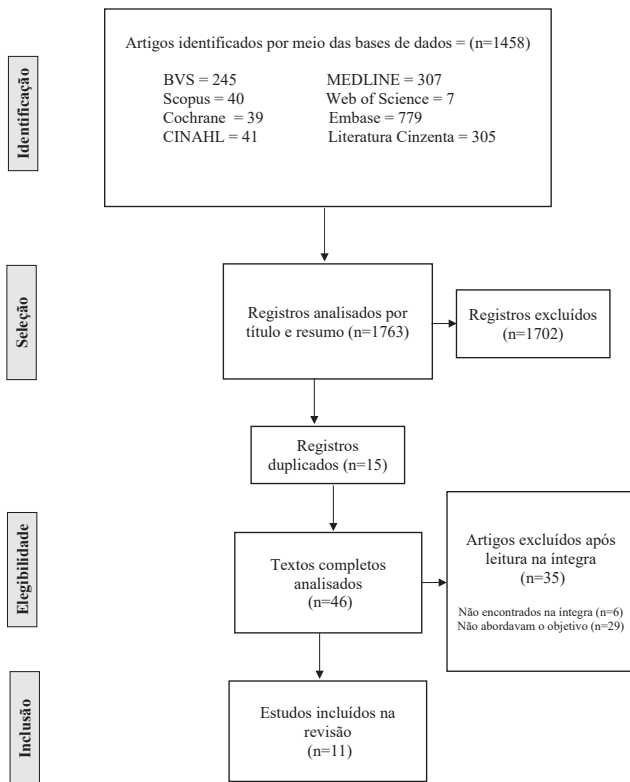 Identificação
Artigos identificados por meio das bases de dados = (n=1458)
BVS = 245 MEDLINE = 307
Scopus = 40 Web of Science = 7
Cochrane = 39 Embase = 779
CINAHL = 41 Literatura Cinzenta = 305
Seleção
Registros analisados por
título e resumo (n=1763)
Registros excluídos
(n=1702)
Registros
duplicados (n=15)
Elegibilidade
Textos completos
analisados
(n=46)
Artigos excluídos após
leitura na íntegra
(n=35)
Não encontrados na íntegra (n=6)
Não abordavam o objetivo (n=29)
Inclusão
Estudos incluídos na
revisão
(n=11)